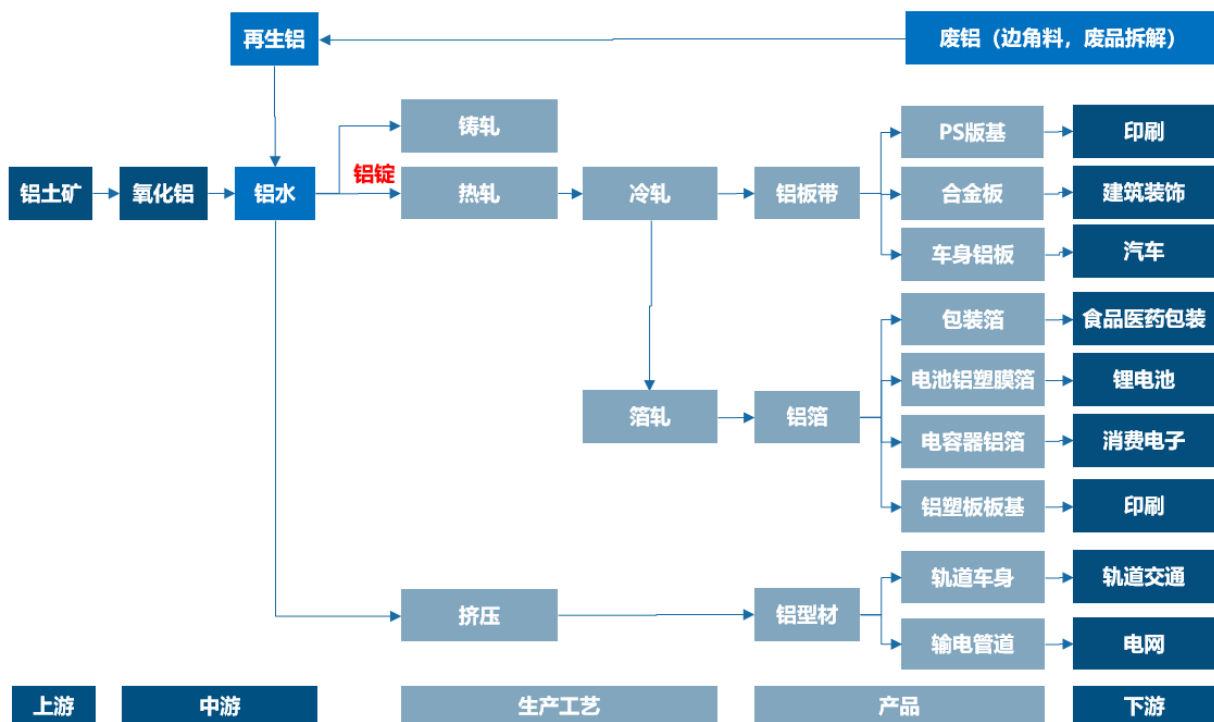 再生铝
废铝（边角料，废品拆解）
铸轧
PS版基
印刷
铝锭
铝土矿
氧化铝
铝水
热轧
冷轧
铝板带
合金板
建筑装饰
车身铝板
汽车
包装箔
食品医药包装
电池铝塑膜箔
锂电池
箔轧
铝箔
电容器铝箔
消费电子
铝塑板板基
印刷
轨道车身
轨道交通
挤压
铝型材
输电管道
电网
上游
中游
生产工艺
产品
下游